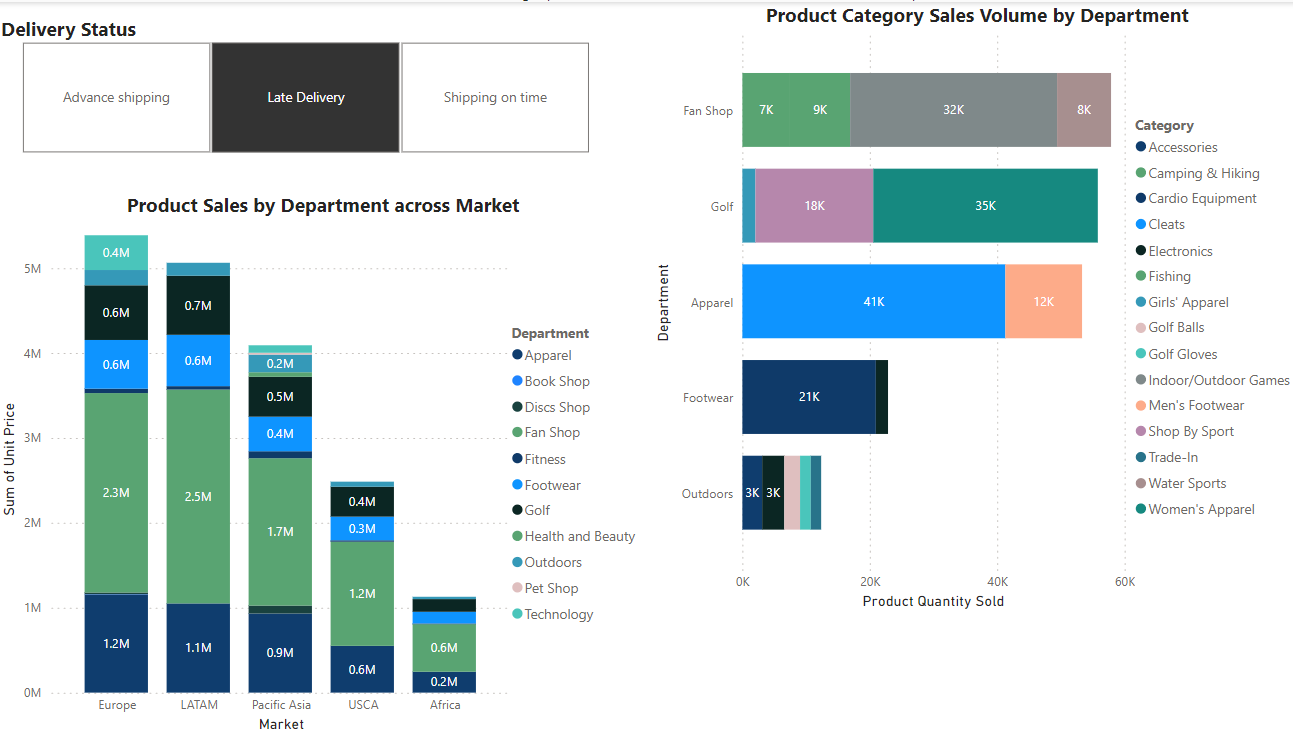 Delivery Status
Advance shipping
Late Delivery
Shipping on time
Product Sales by Department across Market
Sum of Unit Price
5M
4M
3M
2M
1M
0M
0.4M
0.6M
0.6M
2.3M
1.2M
0.7M
0.6M
2.5M
1.1M
0.2M
0.5M
0.4M
1.7M
0.9M
0.4M
0.3M
1.2M
0.6M
0.6M
0.2M
Europe
LATAM
Pacific Asia
USCA
Africa
Market
Department
Apparel
Book Shop
Discs Shop
Fan Shop
Fitness
Footwear
Golf
Health and Beauty
Outdoors
Pet Shop
Technology
Product Category Sales Volume by Department
Department
Fan Shop
7K
9K
32K
8K
Golf
18K
35K
Apparel
41K
12K
Footwear
21K
Outdoors
3K
3K
0K
20K
40K
60K
Product Quantity Sold
Category
Accessories
Camping & Hiking
Cardio Equipment
Cleats
Electronics
Fishing
Girls' Apparel
Golf Balls
Golf Gloves
Indoor/Outdoor Games
Men's Footwear
Shop By Sport
Trade-In
Water Sports
Women's Apparel